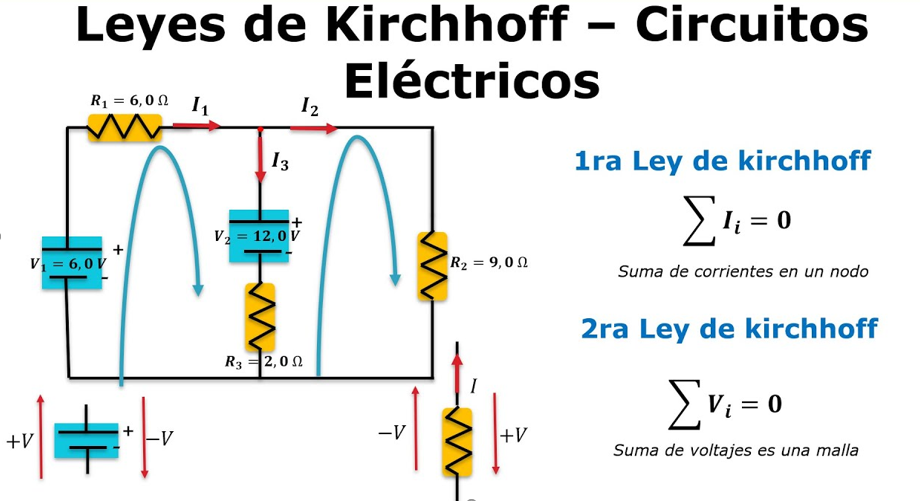 Leyes de Kirchhoff – Circuitos
Eléctricos
R₁ = 6,0 Ω
I₁
I₂
I₃
1ra Ley de kirchhoff
∑ Iᵢ = 0
Suma de corrientes en un nodo
+
V₂ = 12,0 V
-
+
V₁ = 6,0 V
-
R₂ = 9,0 Ω
R₃ = 2,0 Ω
2ra Ley de kirchhoff
∑ Vᵢ = 0
Suma de voltajes es una malla
+V
+
-
−V
I
−V
+V